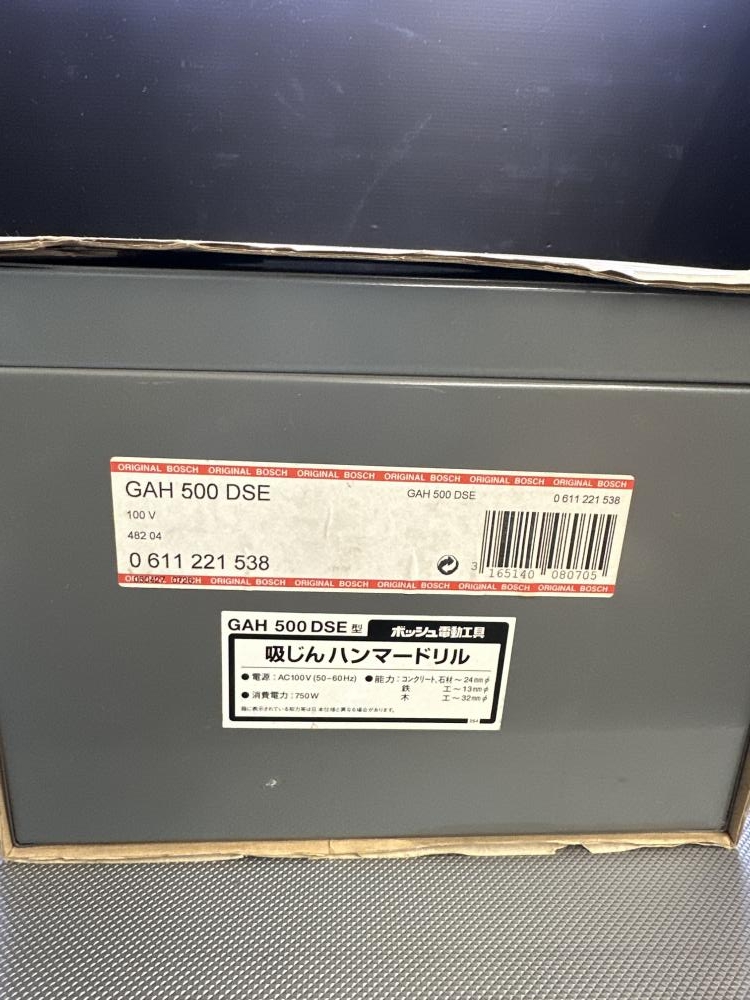 ORIGINAL BOSCH ORIGINAL BOSCH ORIGINAL BOSCH ORIGINAL BOSCH ORIGINAL BOSCH ORIGINAL BOSCH
GAH 500 DSE
GAH 500 DSE
0 611 221 538
100 V
482 04
0 611 221 538
3 165140 080705
BOSCH ORIGINAL BOSCH ORIGINAL BOSCH ORIGINAL BOSCH ORIGINAL BOSCH
GAH 500 DSE 型 ボッシュ電動工具
吸じんハンマードリル
● 電源：AC100V (50-60Hz) ● 能力：コンクリート、石材～24mmφ
鉄 工～13mmφ
● 消費電力：750W
木 工～32mmφ